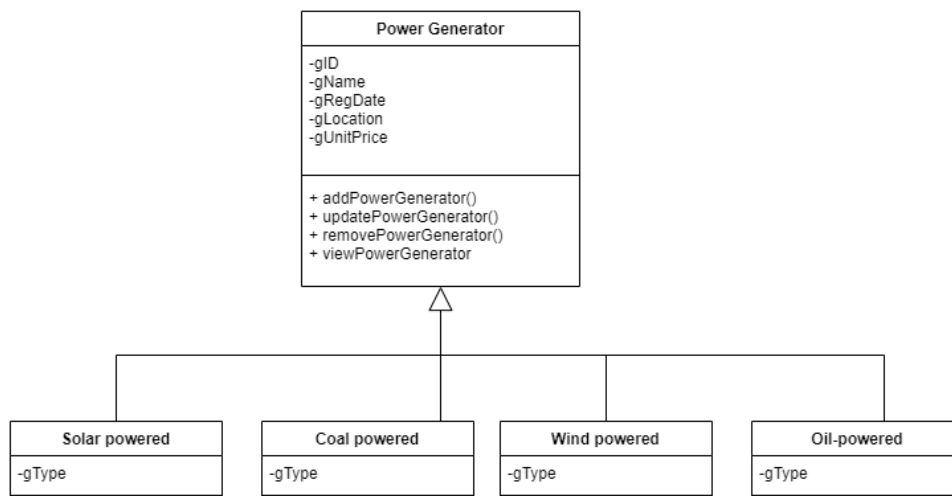 Power Generator
-gID
-gName
-gRegDate
-gLocation
-gUnitPrice
+ addPowerGenerator()
+ updatePowerGenerator()
+ removePowerGenerator()
+ viewPowerGenerator
Solar powered
-gType
Coal powered
-gType
Wind powered
-gType
Oil-powered
-gType